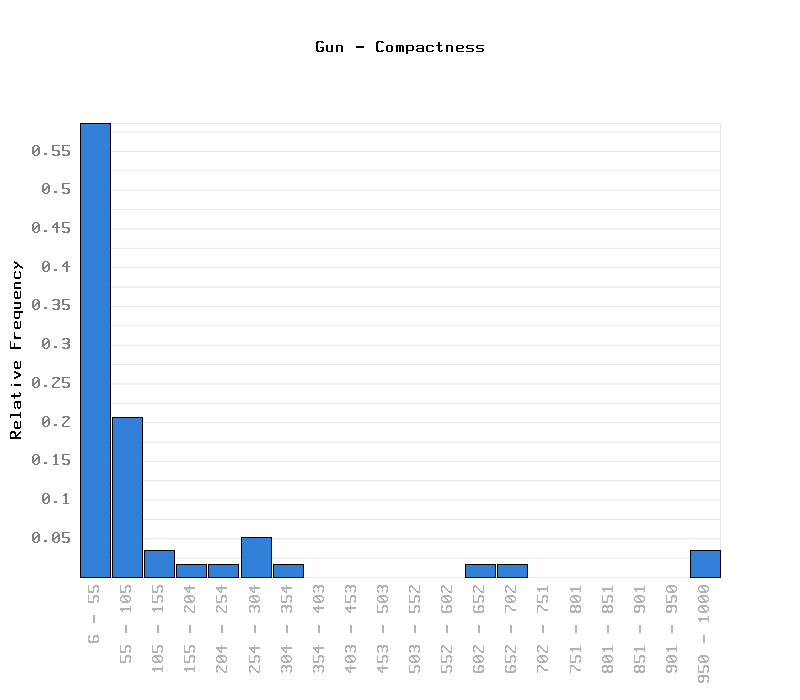 Gun - Compactness
Relative Frequency
0.55
0.5
0.45
0.4
0.35
0.3
0.25
0.2
0.15
0.1
0.05
6 - 55
55 - 105
105 - 155
155 - 204
204 - 254
254 - 304
304 - 354
354 - 403
403 - 453
453 - 503
503 - 552
552 - 602
602 - 652
652 - 702
702 - 751
751 - 801
801 - 851
851 - 901
901 - 950
950 - 1000